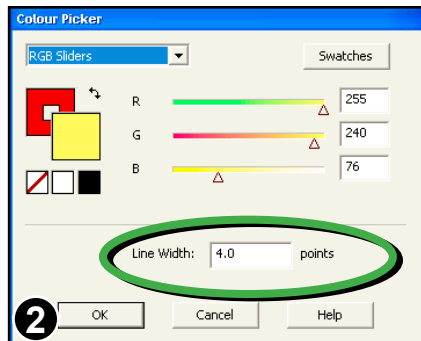 Colour Picker
RGB Sliders
Swatches
R 255
G 240
B 76
Line Width: 4.0 points
2 OK Cancel Help